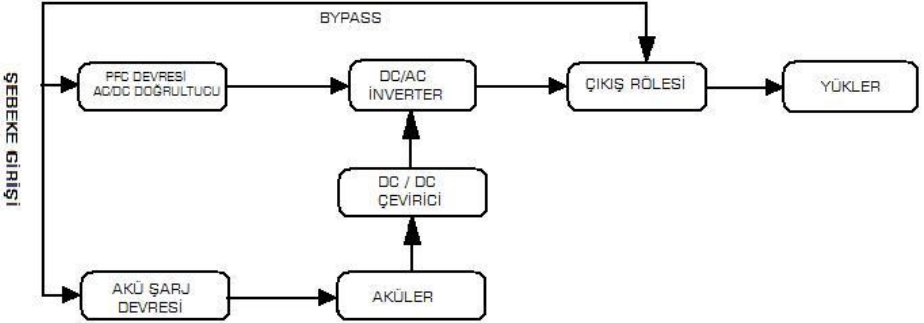 BYPASS
ŞEBEKE GİRİŞİ
PFC DEVRESİ
AC/DC DOĞRULTUCU
DC/AC
İNVERTER
ÇIKIŞ RÖLESİ
YÜKLER
DC / DC
ÇEVİRİCİ
AKÜ ŞARJ
DEVRESİ
AKÜLER